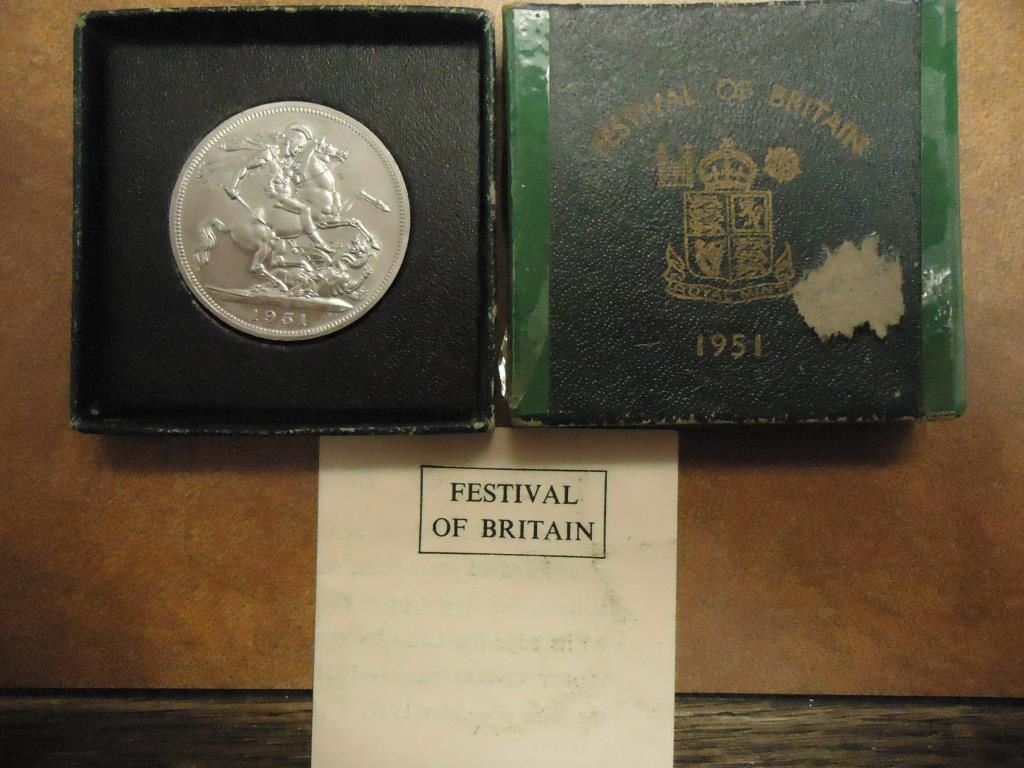 1951
FESTIVAL OF BRITAIN
ROYAL MINT
1951
FESTIVAL
OF BRITAIN